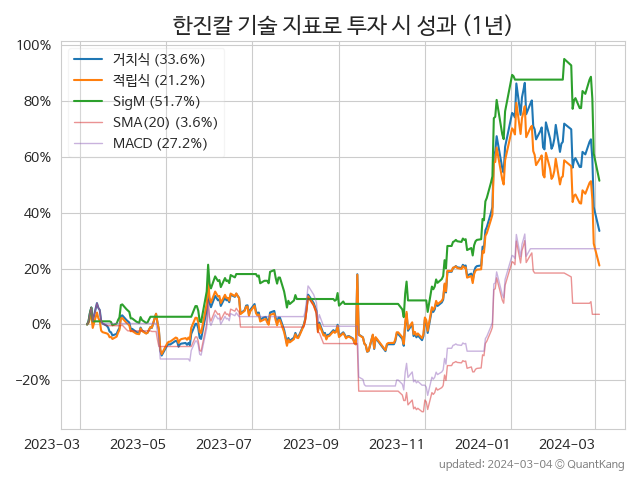 한진칼 기술 지표로 투자 시 성과 (1년)
100%
80%
60%
40%
20%
0%
−20%
거치식 (33.6%)
적립식 (21.2%)
SigM (51.7%)
SMA(20) (3.6%)
MACD (27.2%)
2023-03 2023-05 2023-07 2023-09 2023-11 2024-01 2024-03
updated: 2024-03-04 © QuantKang